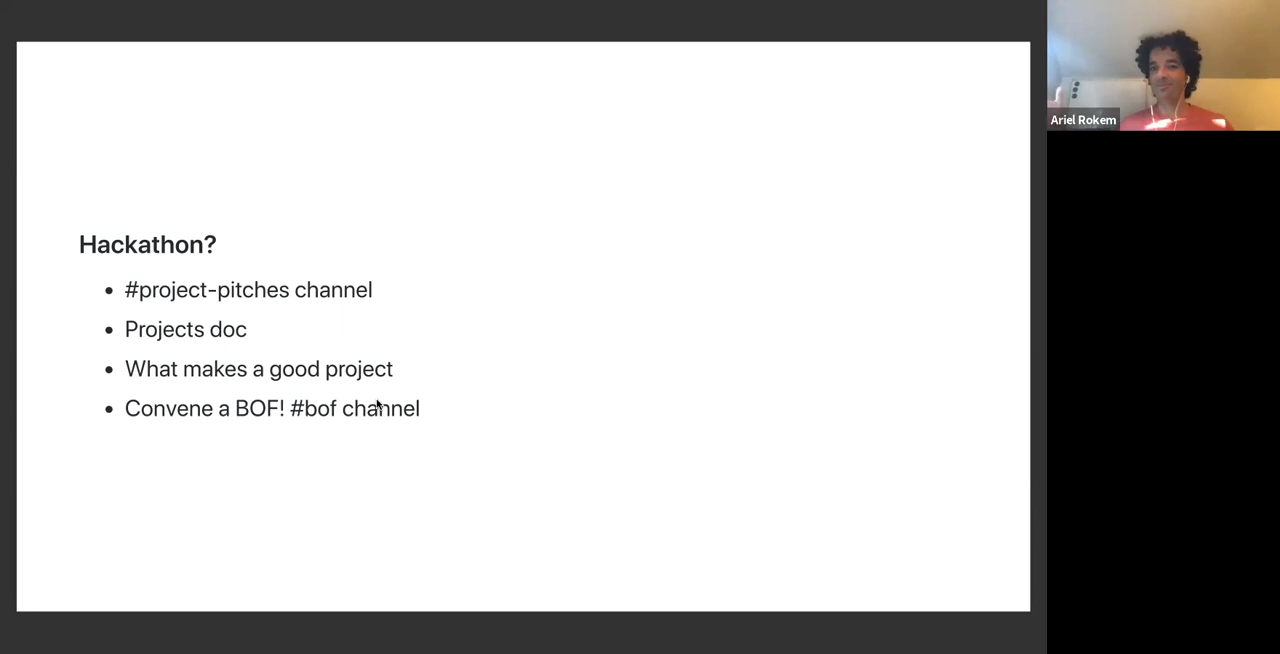 Hackathon?
#project-pitches channel
Projects doc
What makes a good project
Convene a BOF! #bof channel
Ariel Rokem